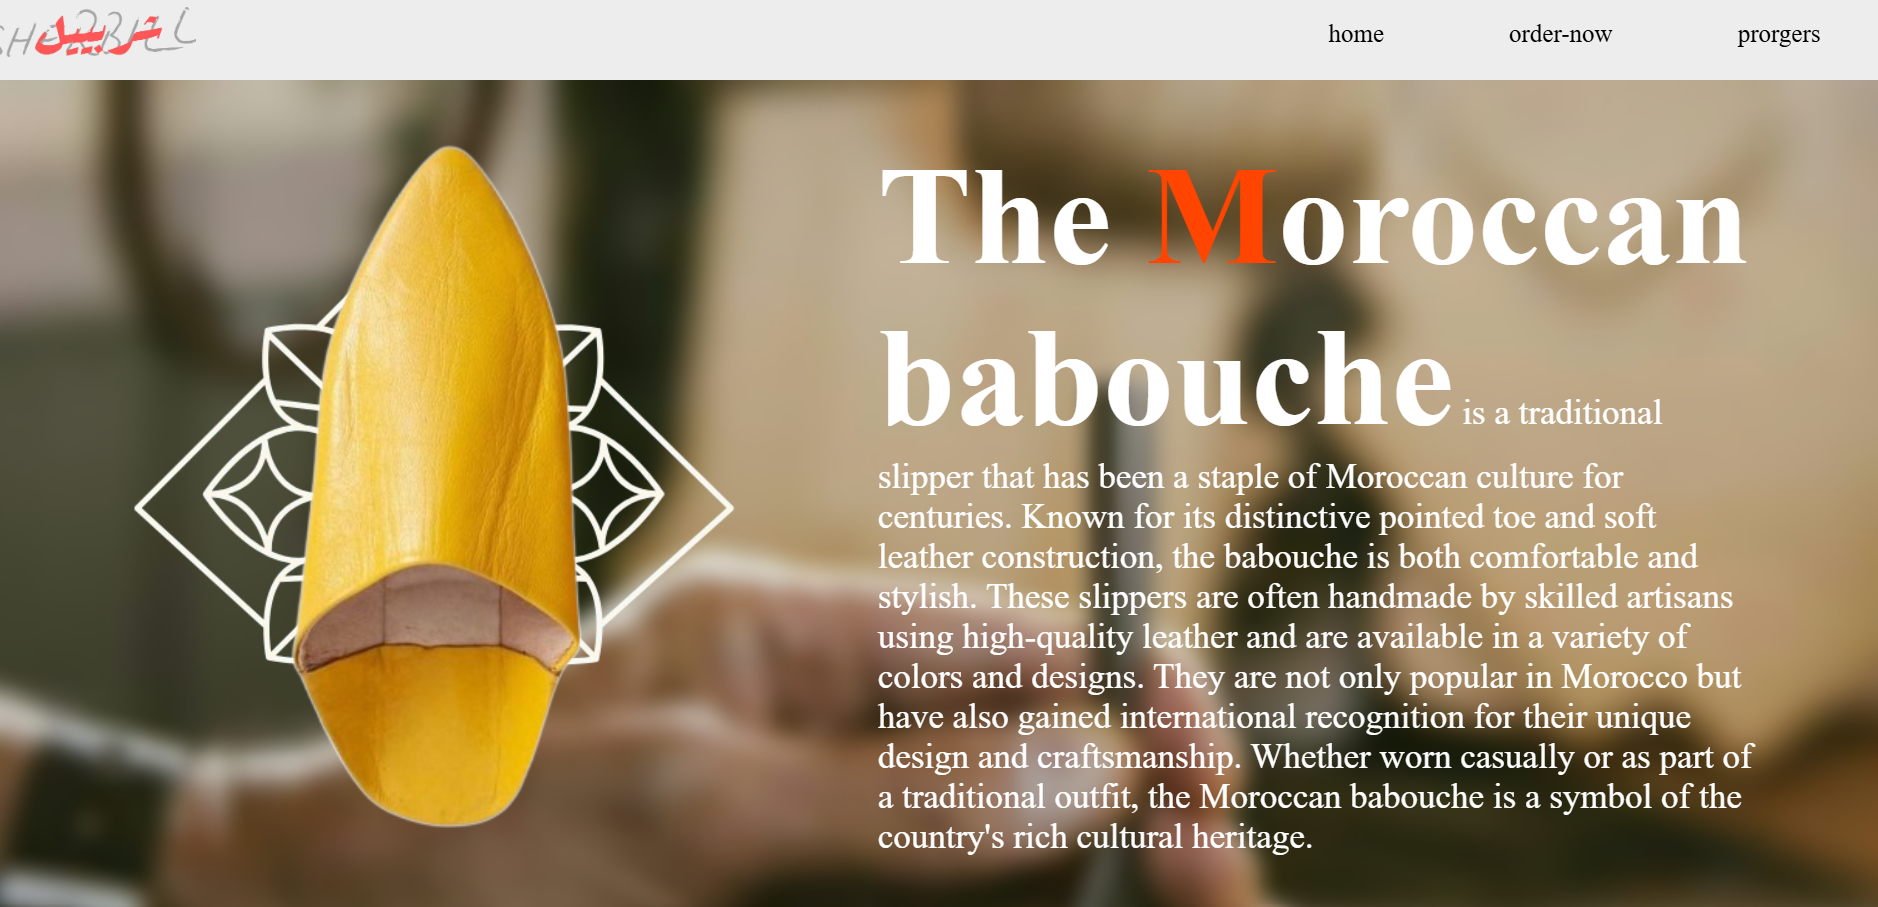 SHERBILL
شربيل
home
order-now
prorgers
The Moroccan
babouche is a traditional
slipper that has been a staple of Moroccan culture for
centuries. Known for its distinctive pointed toe and soft
leather construction, the babouche is both comfortable and
stylish. These slippers are often handmade by skilled artisans
using high-quality leather and are available in a variety of
colors and designs. They are not only popular in Morocco but
have also gained international recognition for their unique
design and craftsmanship. Whether worn casually or as part of
a traditional outfit, the Moroccan babouche is a symbol of the
country's rich cultural heritage.